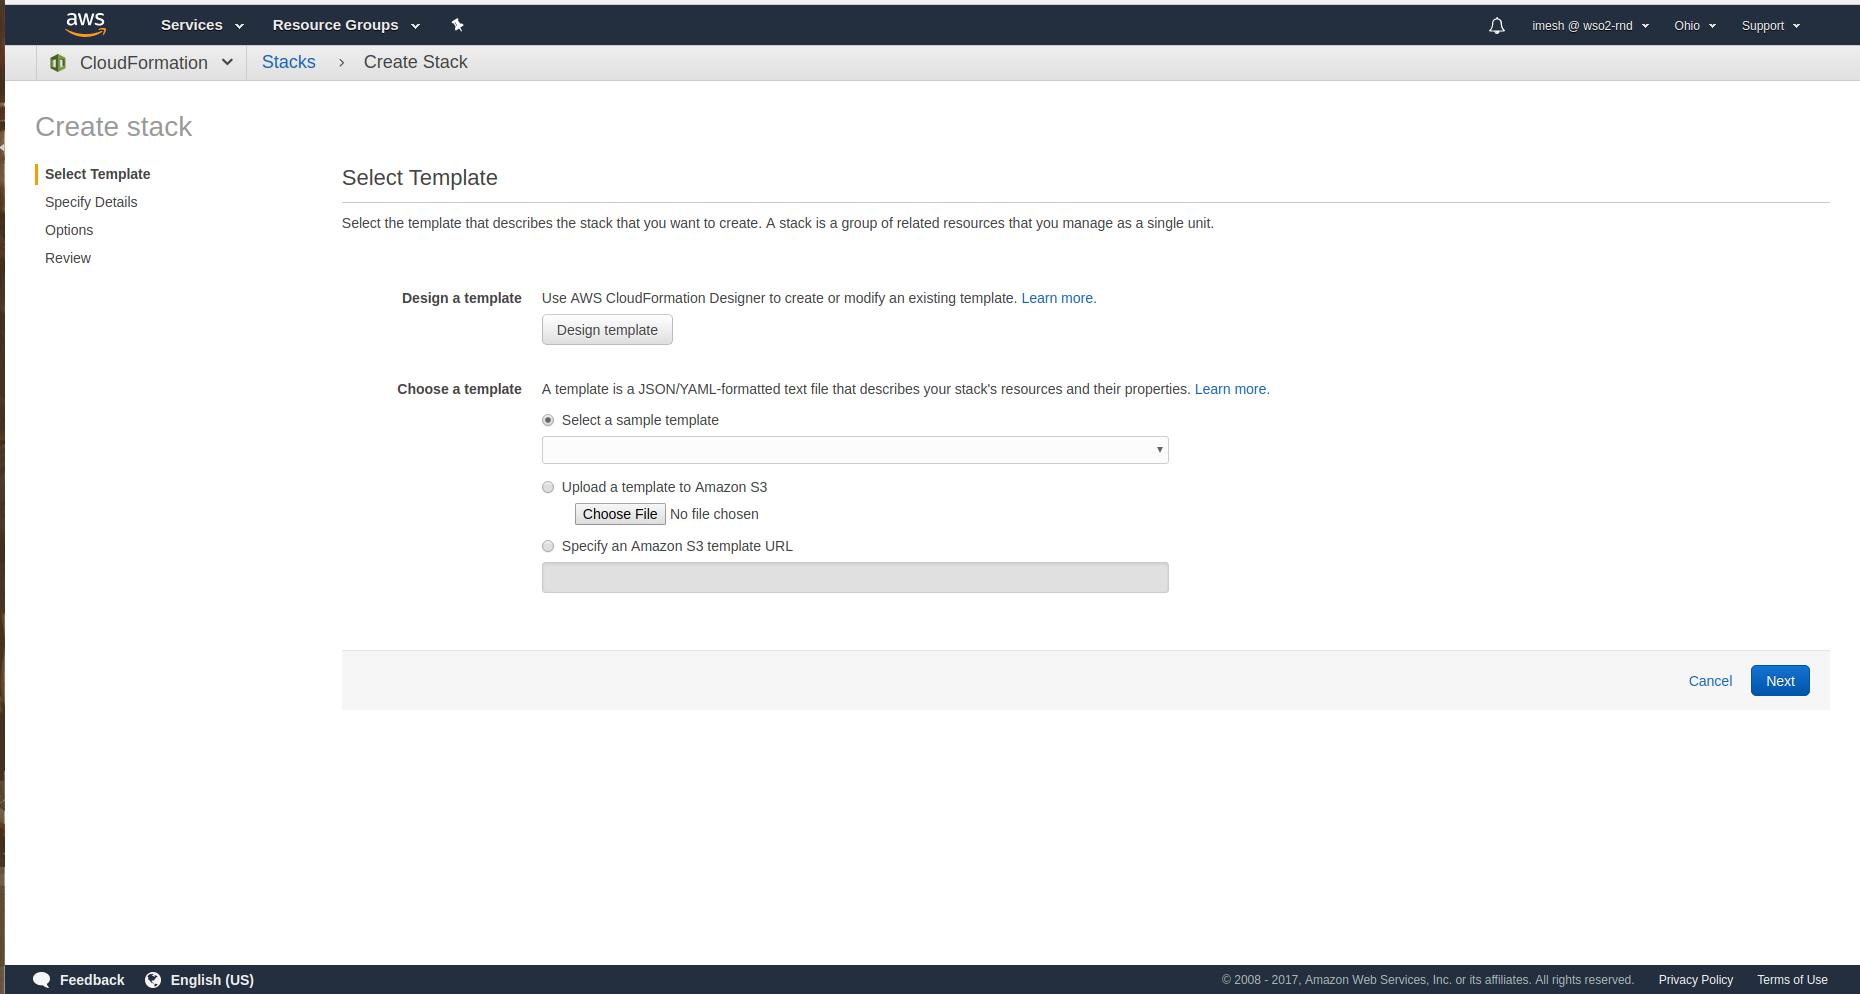 aws Services Resource Groups imesh @ wso2-rnd Ohio Support
CloudFormation Stacks › Create Stack
Create stack
Select Template
Specify Details
Options
Review
Select Template
Select the template that describes the stack that you want to create. A stack is a group of related resources that you manage as a single unit.
Design a template Use AWS CloudFormation Designer to create or modify an existing template. Learn more.
Design template
Choose a template A template is a JSON/YAML-formatted text file that describes your stack's resources and their properties. Learn more.
Select a sample template
Upload a template to Amazon S3
Choose File No file chosen
Specify an Amazon S3 template URL
Cancel Next
Feedback English (US) © 2008 - 2017, Amazon Web Services, Inc. or its affiliates. All rights reserved. Privacy Policy Terms of Use